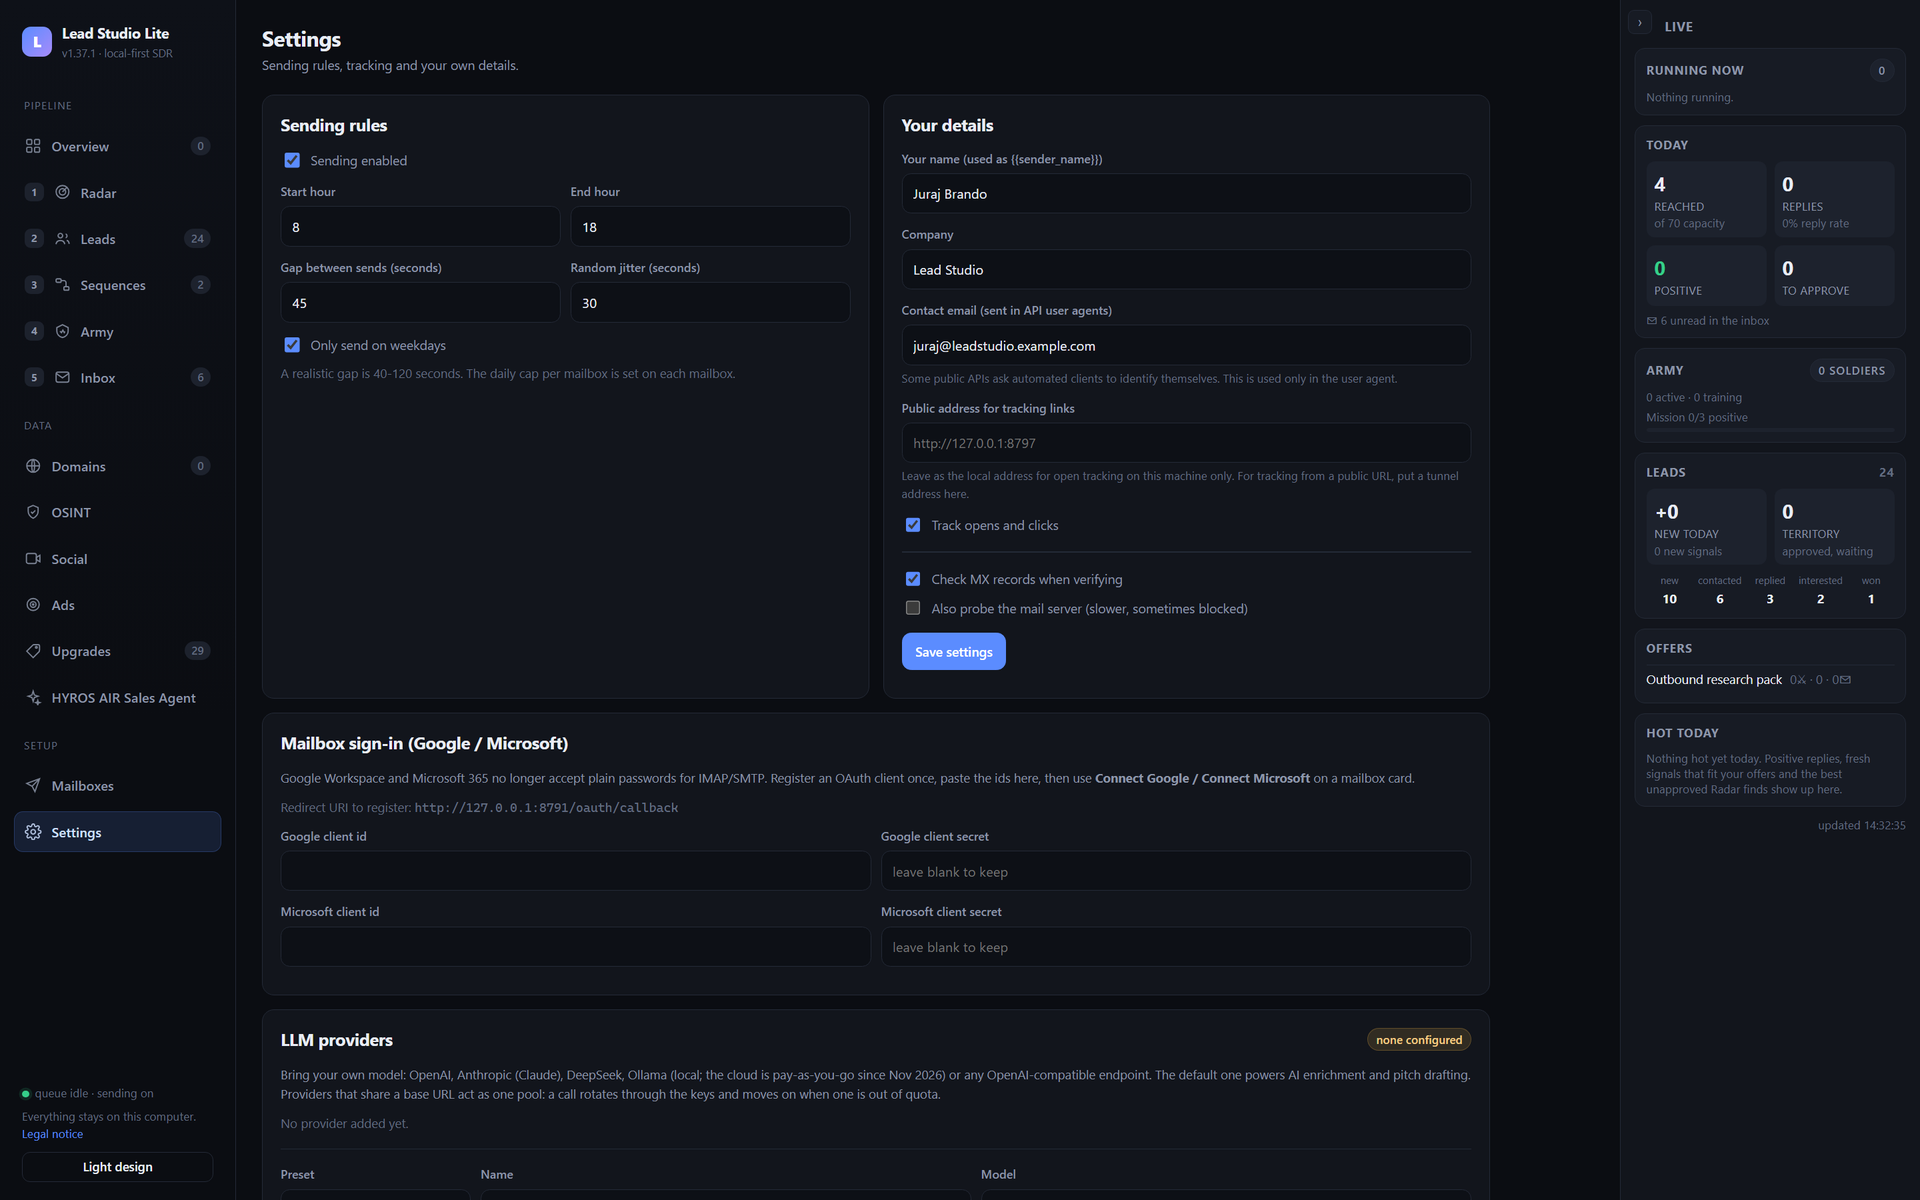 L
Lead Studio Lite
v1.37.1 · local-first SDR
PIPELINE
Overview 0
1 Radar
2 Leads 24
3 Sequences 2
4 Army
5 Inbox 6
DATA
Domains 0
OSINT
Social
Ads
Upgrades 29
HYROS AIR Sales Agent
SETUP
Mailboxes
Settings
queue idle · sending on
Everything stays on this computer.
Legal notice
Light design
Settings
Sending rules, tracking and your own details.
Sending rules
Sending enabled
Start hour End hour
8 18
Gap between sends (seconds) Random jitter (seconds)
45 30
Only send on weekdays
A realistic gap is 40-120 seconds. The daily cap per mailbox is set on each mailbox.
Your details
Your name (used as {{sender_name}})
Juraj Brando
Company
Lead Studio
Contact email (sent in API user agents)
juraj@leadstudio.example.com
Some public APIs ask automated clients to identify themselves. This is used only in the user agent.
Public address for tracking links
http://127.0.0.1:8797
Leave as the local address for open tracking on this machine only. For tracking from a public URL, put a tunnel
address here.
Track opens and clicks
Check MX records when verifying
Also probe the mail server (slower, sometimes blocked)
Save settings
Mailbox sign-in (Google / Microsoft)
Google Workspace and Microsoft 365 no longer accept plain passwords for IMAP/SMTP. Register an OAuth client once, paste the ids here, then use Connect Google / Connect Microsoft on a mailbox card.
Redirect URI to register: http://127.0.0.1:8791/oauth/callback
Google client id Google client secret
leave blank to keep
Microsoft client id Microsoft client secret
leave blank to keep
LLM providers none configured
Bring your own model: OpenAI, Anthropic (Claude), DeepSeek, Ollama (local; the cloud is pay-as-you-go since Nov 2026) or any OpenAI-compatible endpoint. The default one powers AI enrichment and pitch drafting.
Providers that share a base URL act as one pool: a call rotates through the keys and moves on when one is out of quota.
No provider added yet.
Preset Name Model
› LIVE
RUNNING NOW 0
Nothing running.
TODAY
4 0
REACHED REPLIES
of 70 capacity 0% reply rate
0 0
POSITIVE TO APPROVE
6 unread in the inbox
ARMY 0 SOLDIERS
0 active · 0 training
Mission 0/3 positive
LEADS 24
+0 0
NEW TODAY TERRITORY
0 new signals approved, waiting
new contacted replied interested won
10 6 3 2 1
OFFERS
Outbound research pack 0⚔ · 0 · 0✉
HOT TODAY
Nothing hot yet today. Positive replies, fresh
signals that fit your offers and the best
unapproved Radar finds show up here.
updated 14:32:35